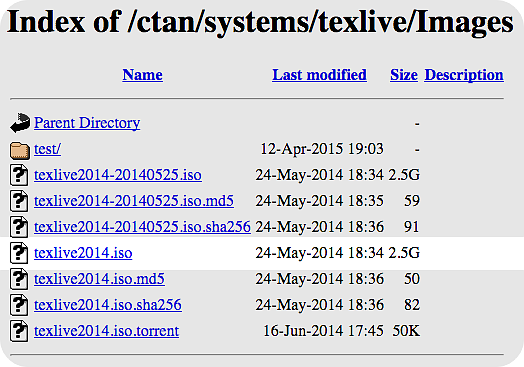 Index of /ctan/systems/texlive/Images
Name Last modified Size Description
Parent Directory -
test/ 12-Apr-2015 19:03 -
texlive2014-20140525.iso 24-May-2014 18:34 2.5G
texlive2014-20140525.iso.md5 24-May-2014 18:35 59
texlive2014-20140525.iso.sha256 24-May-2014 18:36 91
texlive2014.iso 24-May-2014 18:34 2.5G
texlive2014.iso.md5 24-May-2014 18:36 50
texlive2014.iso.sha256 24-May-2014 18:36 82
texlive2014.iso.torrent 16-Jun-2014 17:45 50K